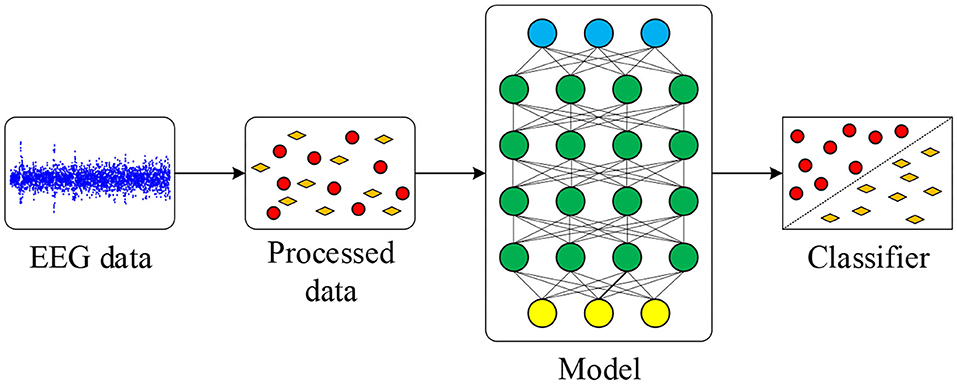 EEG data
Processed
data
Model
Classifier